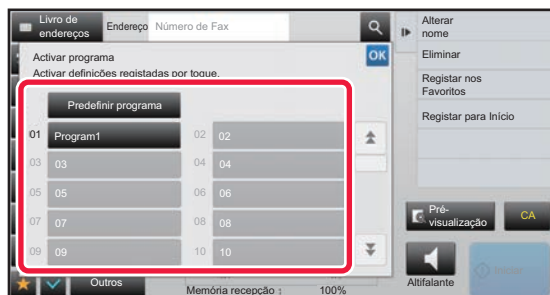 Livro de
endereços
Endereço
Número de Fax
Alterar
nome
Activar programa
OK
Activar definições registadas por toque.
Eliminar
Registar nos
Favoritos
Predefinir programa
Registar para Início
01 Program1
02 02
03 03
04 04
05 05
06 06
07 07
08 08
Pré-
visualização
CA
09 09
10 10
Outros
Memória recepção : 100%
Altifalante